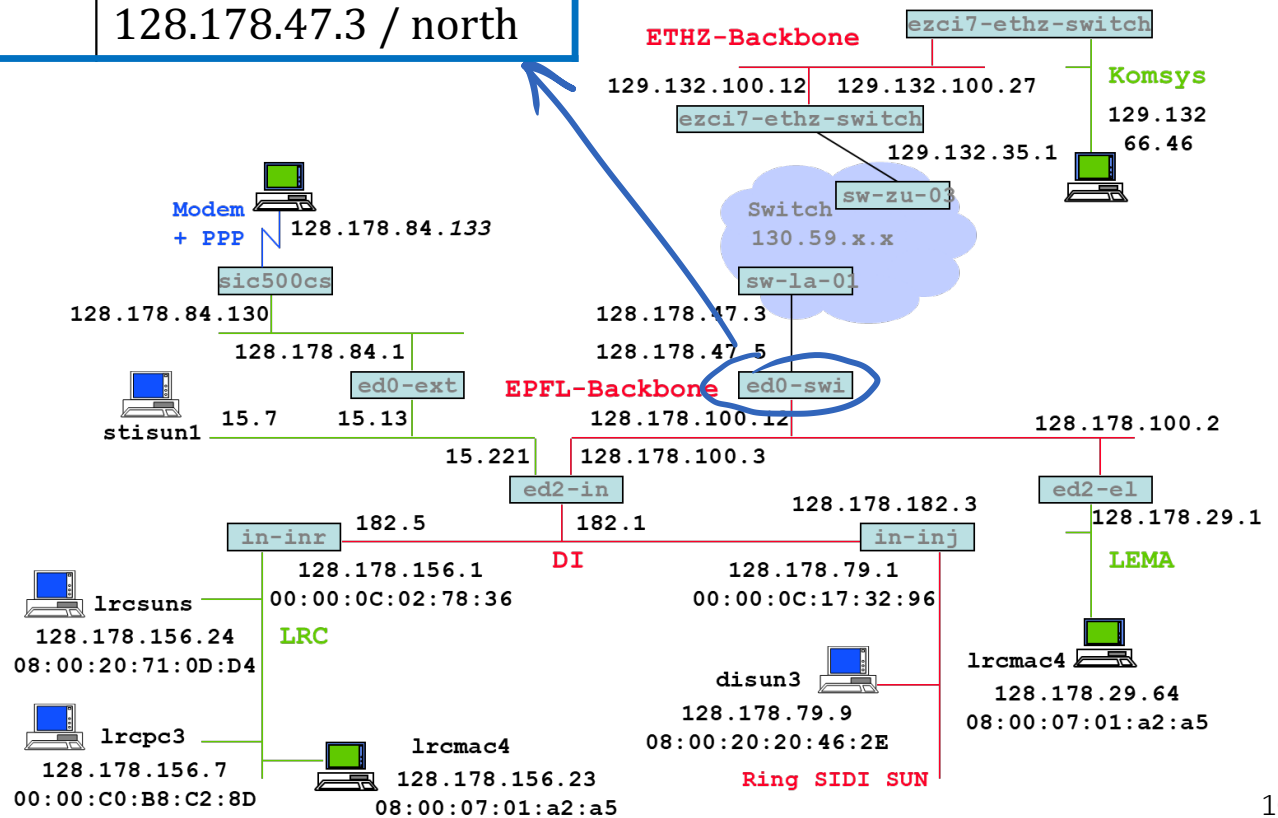 128.178.47.3 / north
ezci7-ethz-switch
ETHZ-Backbone
129.132.100.12
129.132.100.27
Komsys
129.132
66.46
ezci7-ethz-switch
129.132.35.1
sw-zu-03
Switch
130.59.x.x
Modem
+ PPP
128.178.84.133
sic500cs
sw-la-01
128.178.84.130
128.178.47.3
128.178.84.1
128.178.47.5
ed0-ext
EPFL-Backbone
ed0-swi
stisun1
15.7
15.13
128.178.100.12
128.178.100.2
15.221
128.178.100.3
ed2-in
ed2-el
128.178.182.3
128.178.29.1
182.5
182.1
in-inr
in-inj
DI
LEMA
128.178.156.1
00:00:0C:02:78:36
128.178.79.1
00:00:0C:17:32:96
lrcsuns
128.178.156.24
08:00:20:71:0D:D4
LRC
lrcmac4
128.178.29.64
08:00:07:01:a2:a5
disun3
128.178.79.9
08:00:20:20:46:2E
lrcpc3
128.178.156.7
00:00:C0:B8:C2:8D
lrcmac4
128.178.156.23
08:00:07:01:a2:a5
Ring SIDI SUN
1